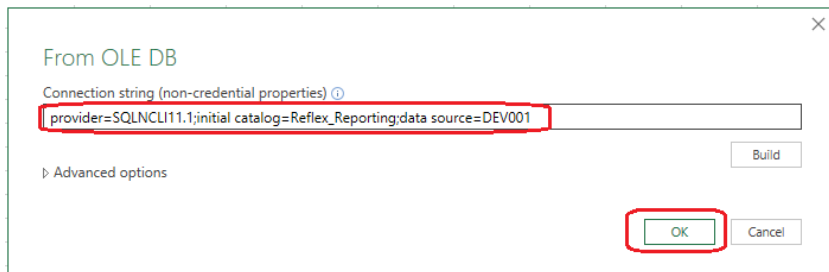 From OLE DB
Connection string (non-credential properties)
provider=SQLNCLI11.1;initial catalog=Reflex_Reporting;data source=DEV001
Build
Advanced options
OK Cancel